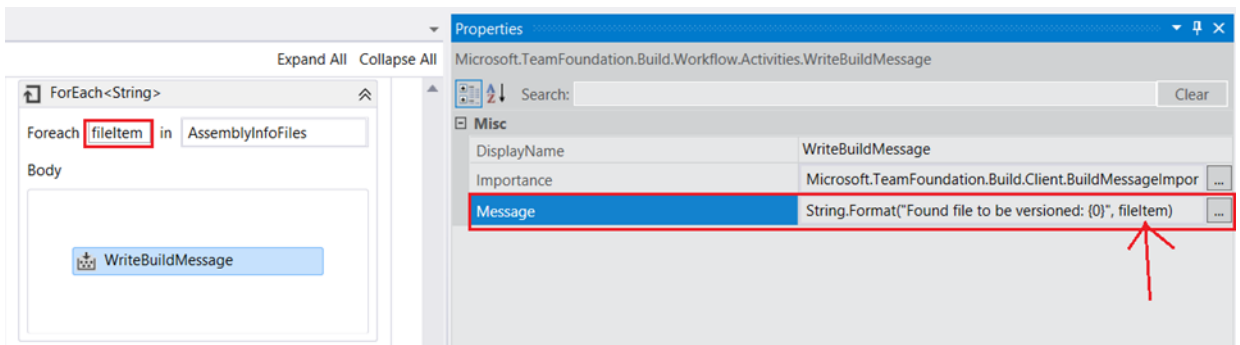 Properties
Expand All Collapse All
Microsoft.TeamFoundation.Build.Workflow.Activities.WriteBuildMessage
ForEach<String>
Search:
Clear
Foreach fileItem in AssemblyInfoFiles
Misc
DisplayName WriteBuildMessage
Body
Importance Microsoft.TeamFoundation.Build.Client.BuildMessageImpor ...
Message String.Format("Found file to be versioned: {0}", fileItem) ...
WriteBuildMessage